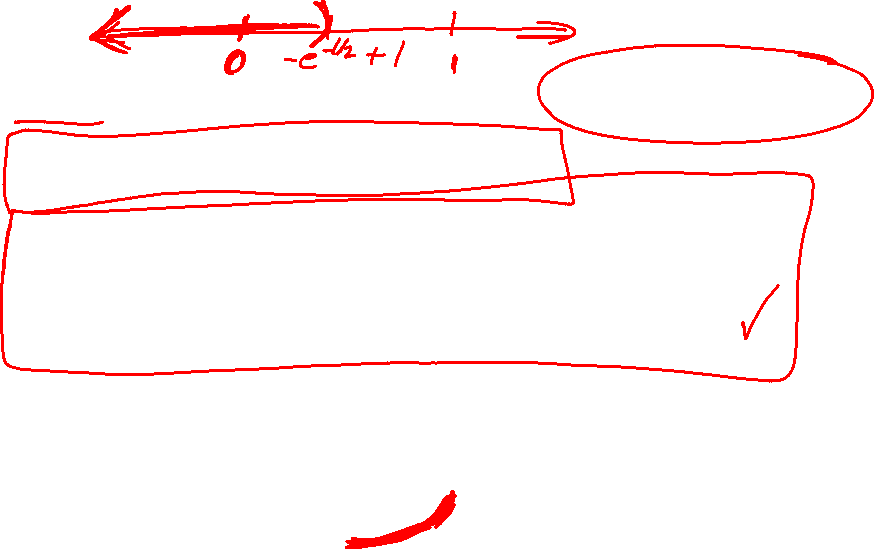 0 -e^{-1/2} + 1 1